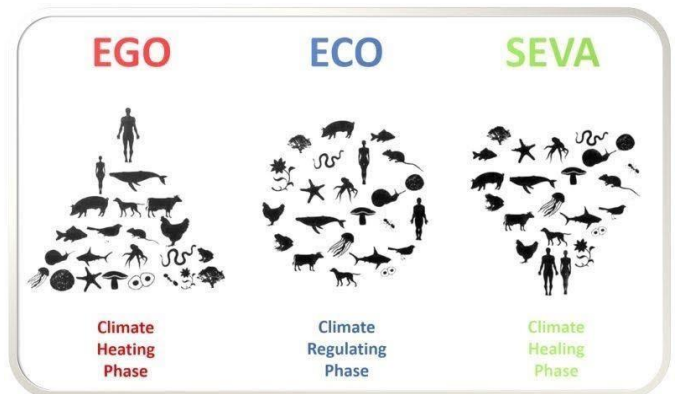 EGO
ECO
SEVA
Climate
Heating
Phase
Climate
Regulating
Phase
Climate
Healing
Phase